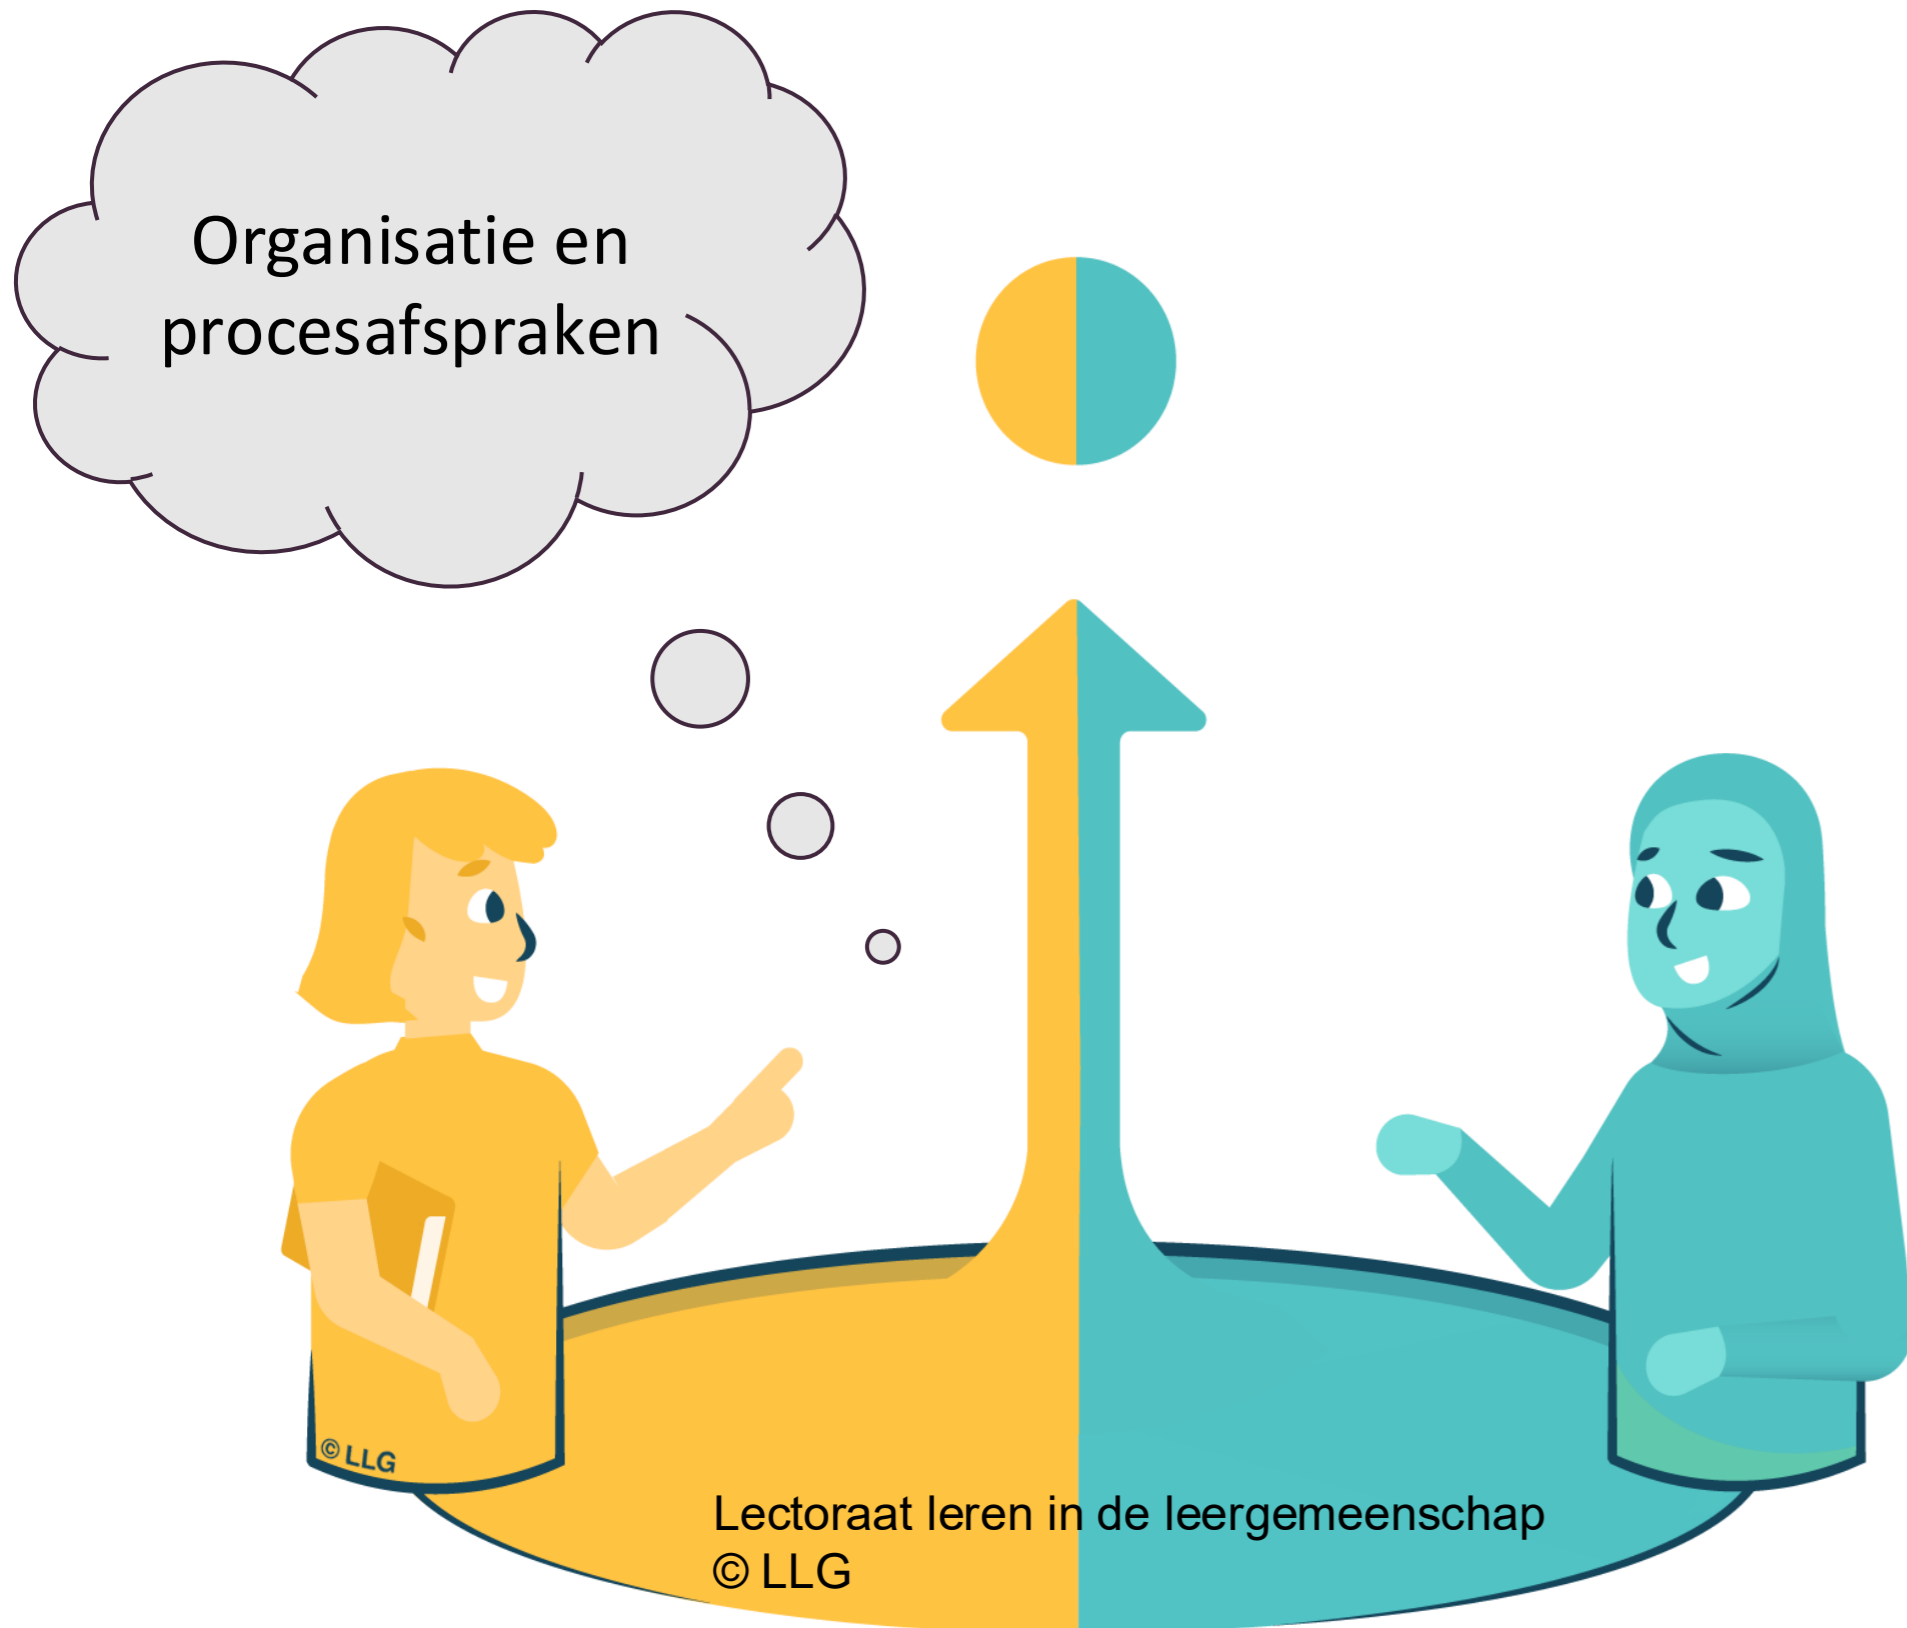 Organisatie en
procesafspraken
© LLG
Lectoraat leren in de leergemeenschap
© LLG